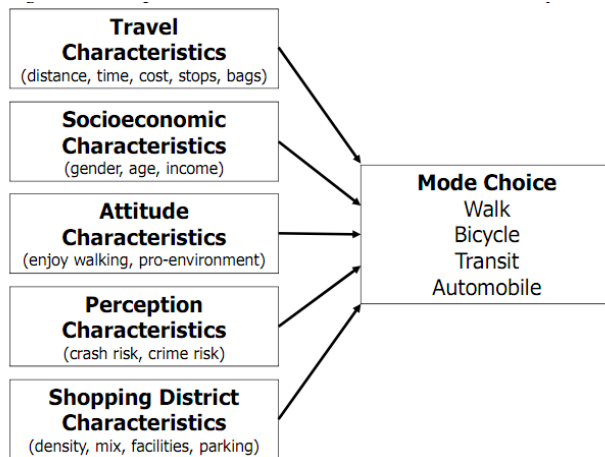 Travel
Characteristics
(distance, time, cost, stops, bags)
Socioeconomic
Characteristics
(gender, age, income)
Attitude
Characteristics
(enjoy walking, pro-environment)
Perception
Characteristics
(crash risk, crime risk)
Shopping District
Characteristics
(density, mix, facilities, parking)
Mode Choice
Walk
Bicycle
Transit
Automobile